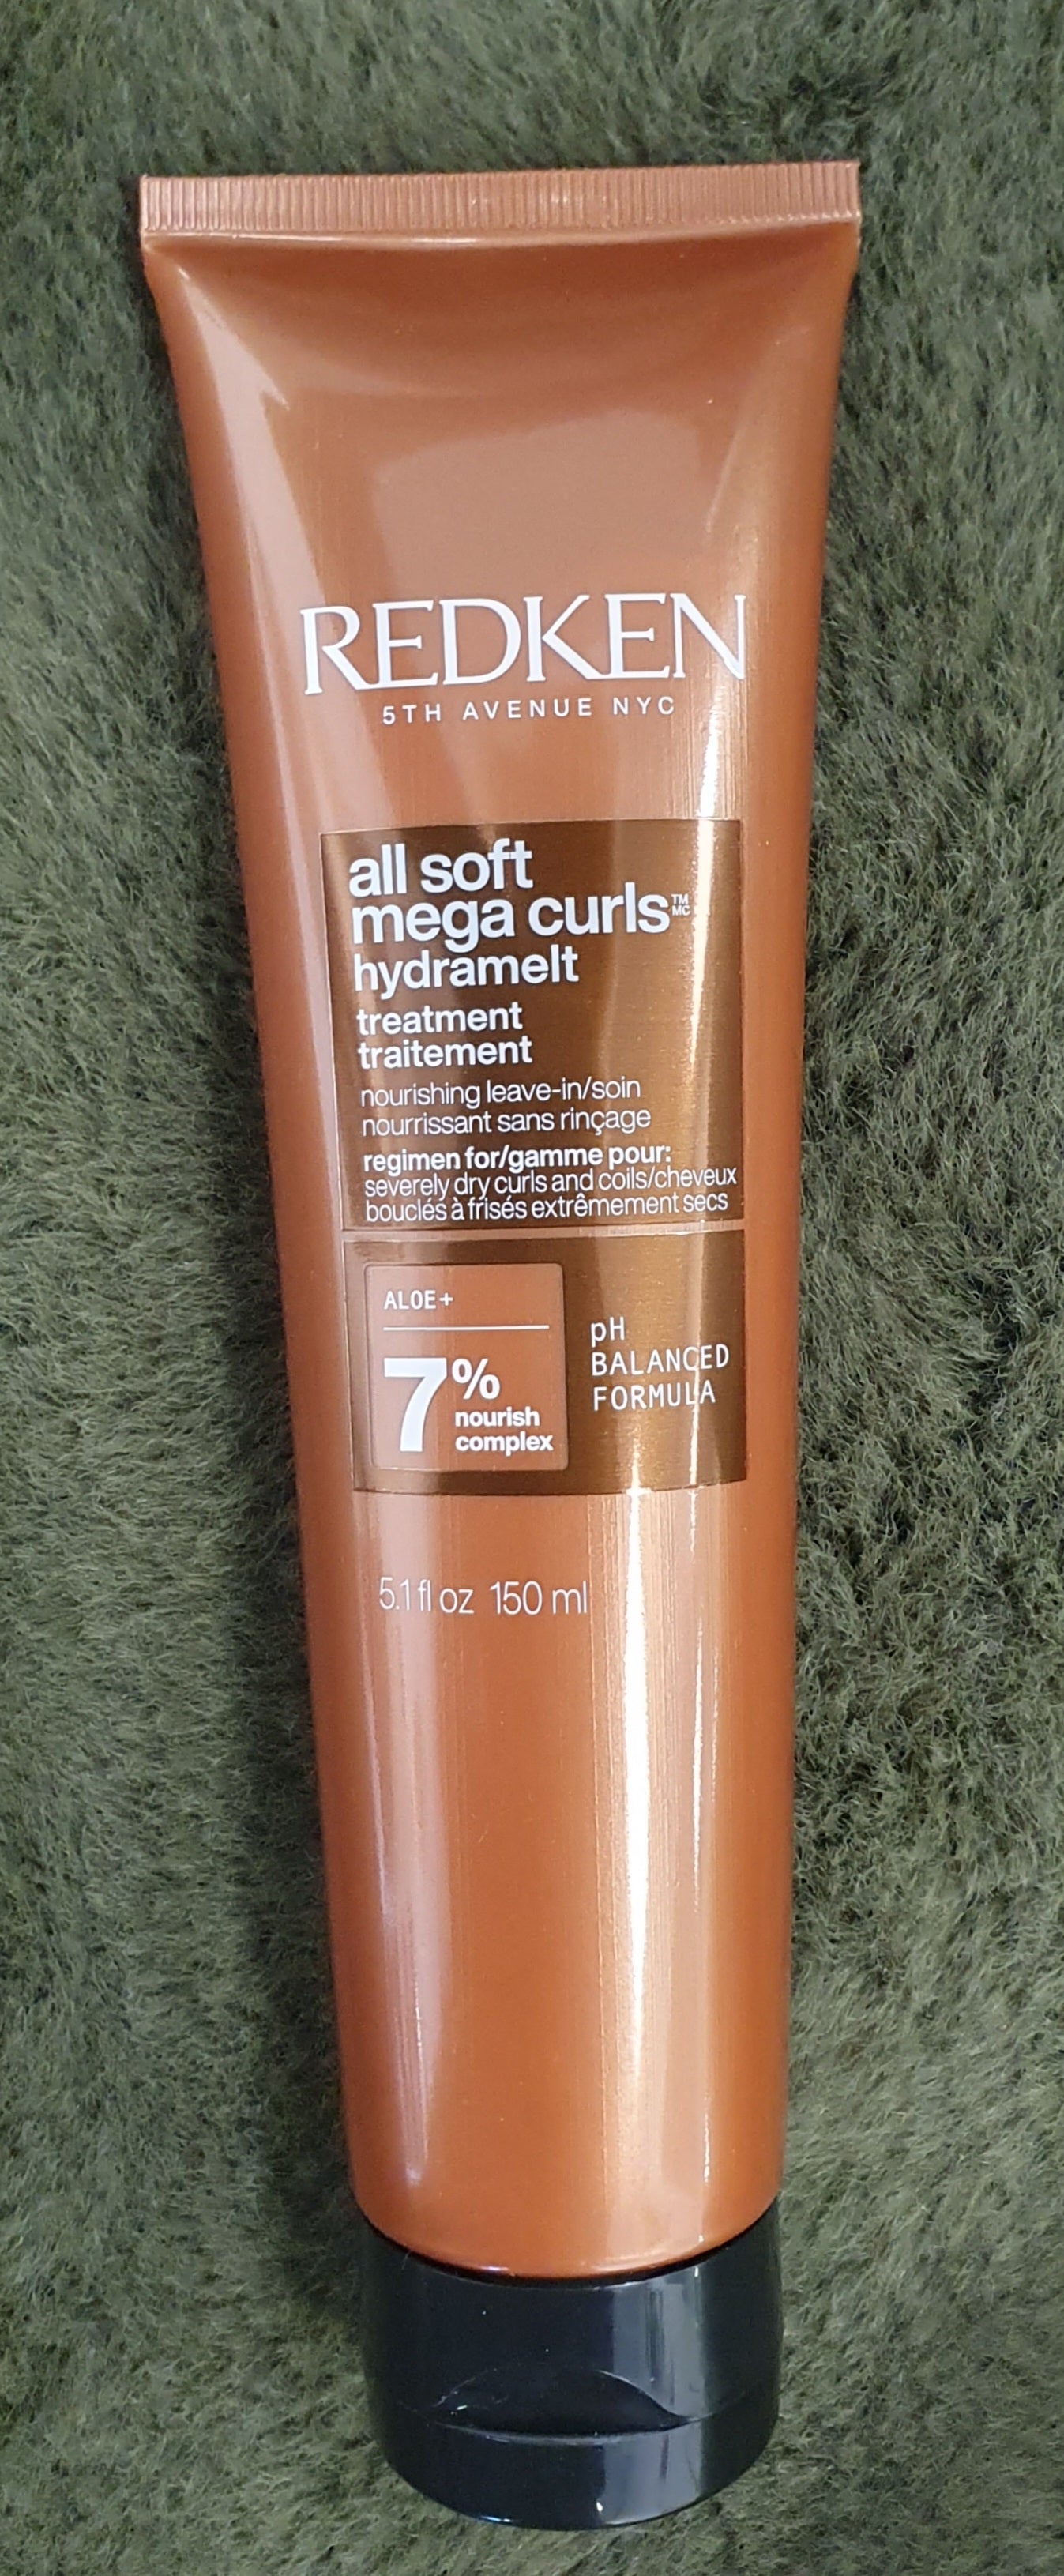 REDKEN
5TH AVENUE NYC
all soft
mega curls™ MC
hydramelt
treatment
traitement
nourishing leave-in/soin
nourrissant sans rinçage
regimen for/gamme pour:
severely dry curls and coils/cheveux
bouclés à frisés extrêmement secs
ALOE+
7%
nourish
complex
pH
BALANCED
FORMULA
5.1 fl oz 150 ml